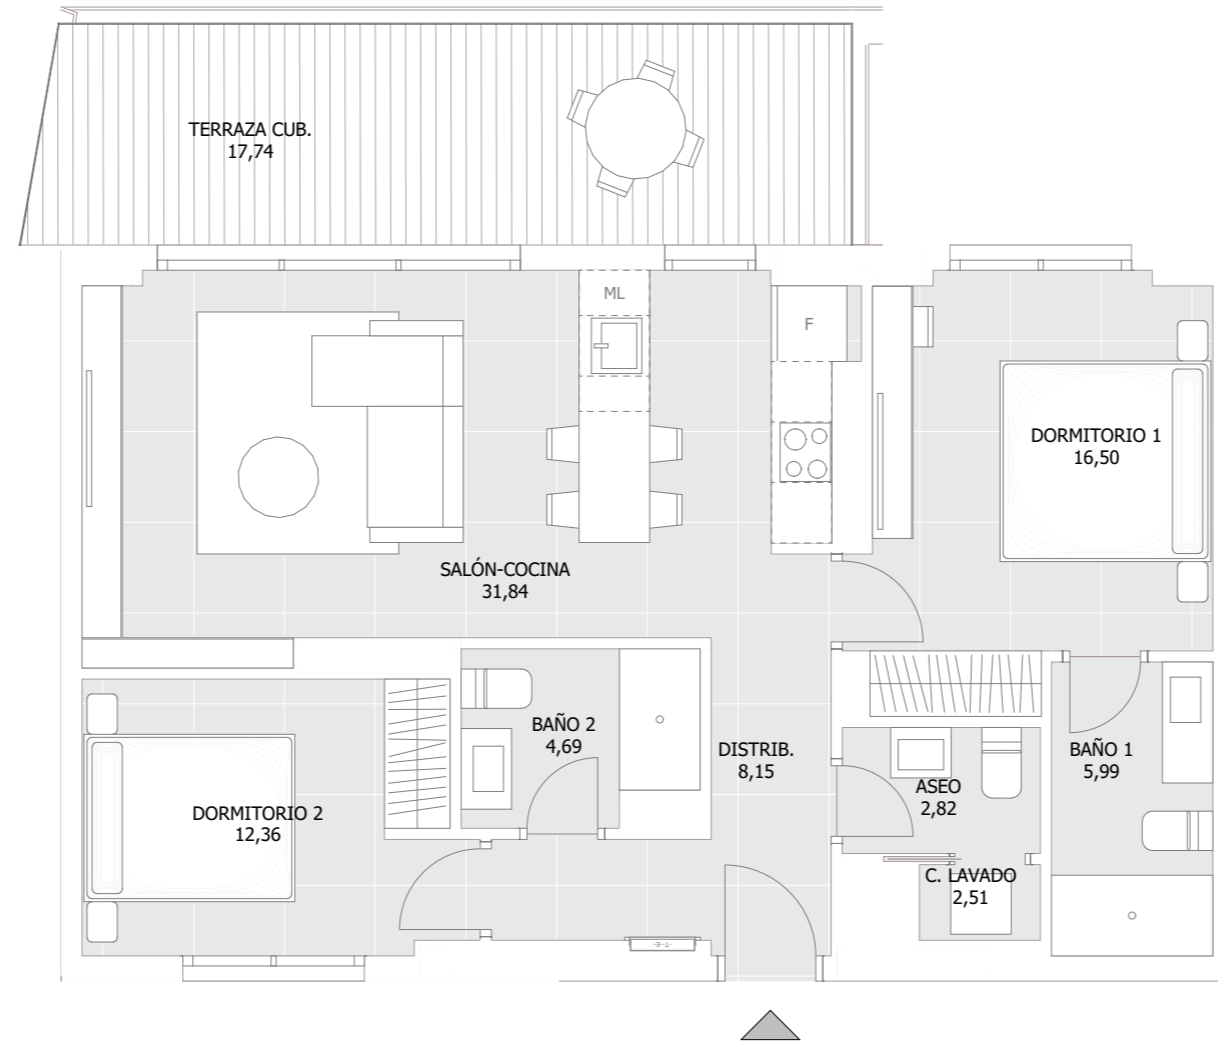 TERRAZA CUB.
17,74
ML
F
DORMITORIO 1
16,50
SALÓN-COCINA
31,84
BAÑO 2
4,69
DISTRIB.
8,15
BAÑO 1
5,99
ASEO
2,82
DORMITORIO 2
12,36
C. LAVADO
2,51